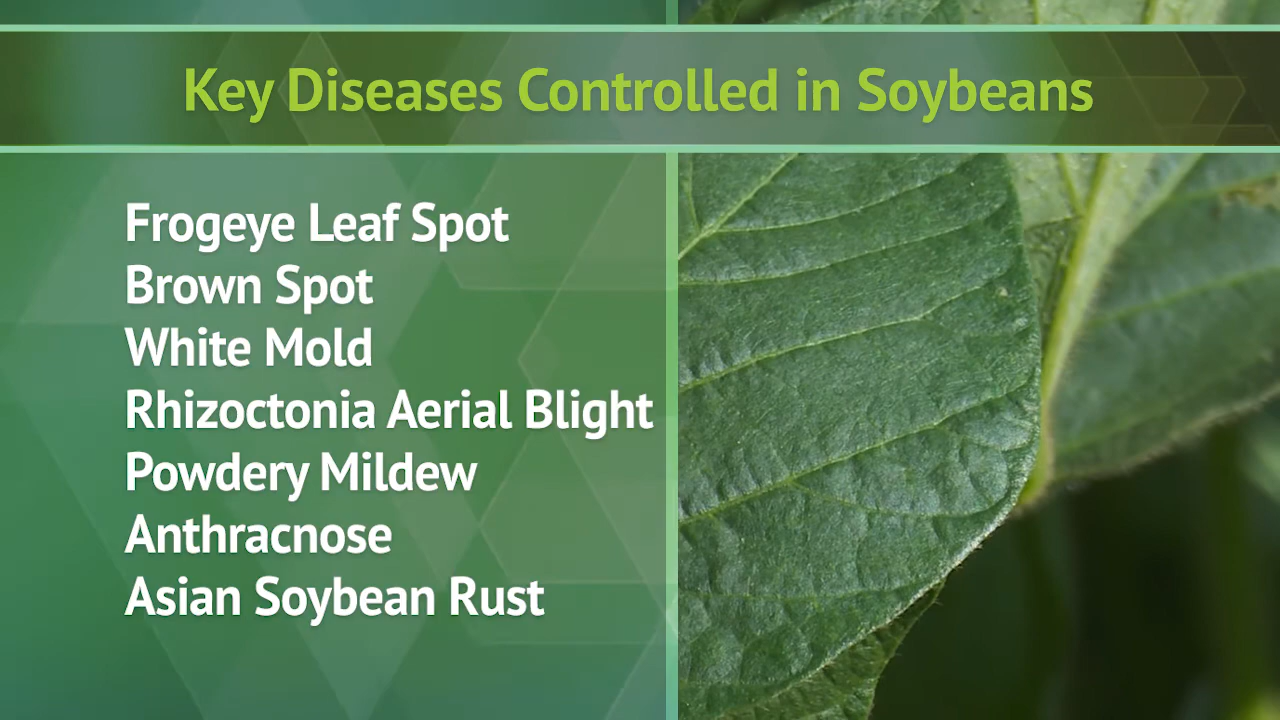 Key Diseases Controlled in Soybeans
Frogeye Leaf Spot
Brown Spot
White Mold
Rhizoctonia Aerial Blight
Powdery Mildew
Anthracnose
Asian Soybean Rust